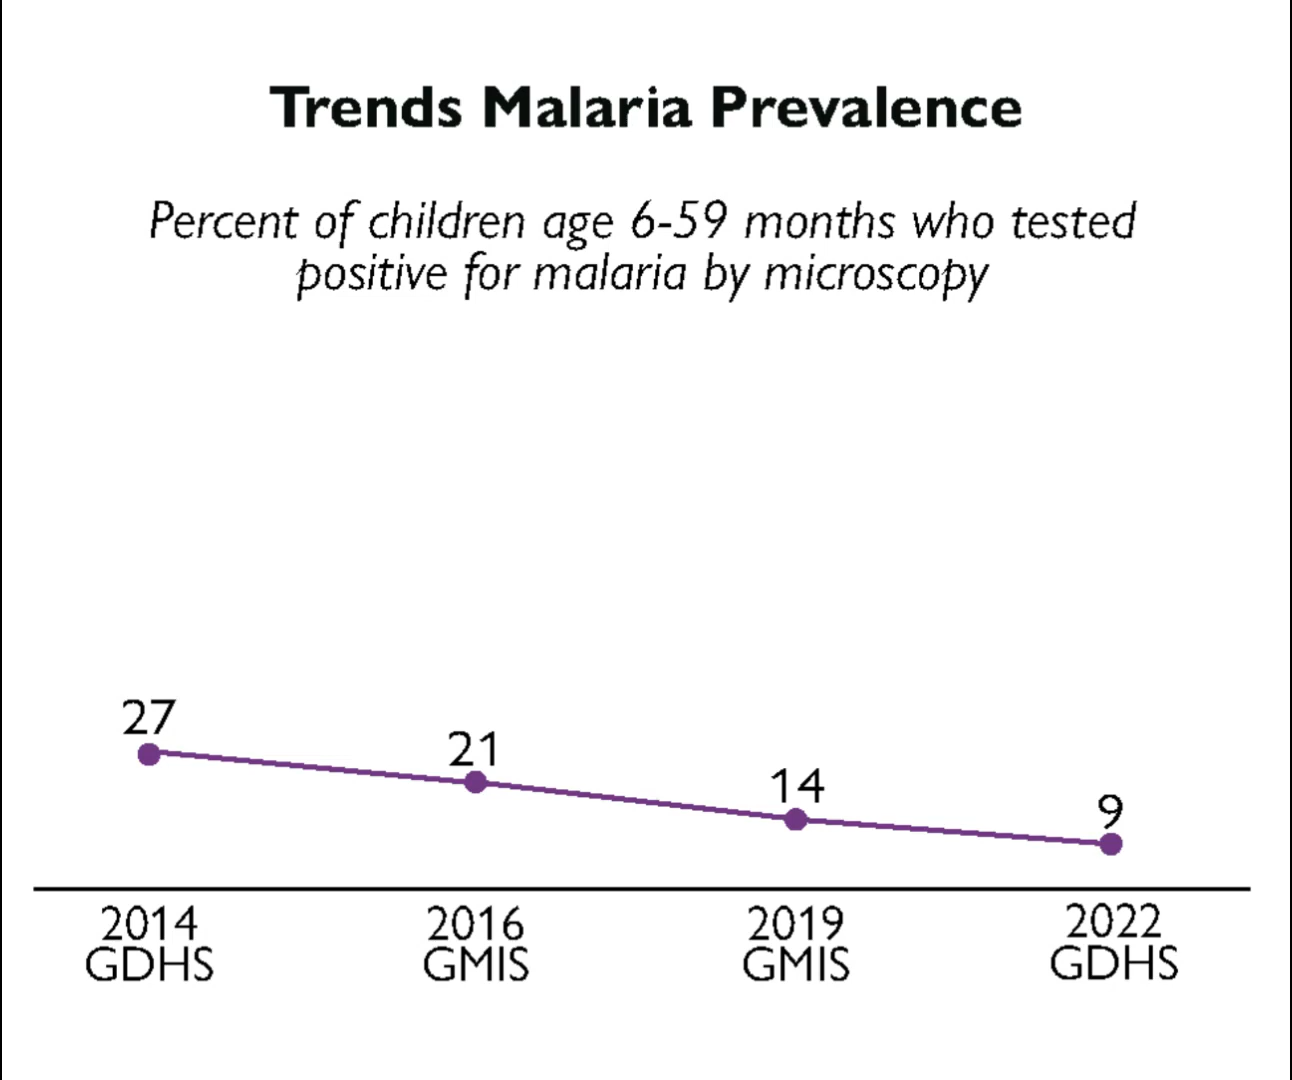 Trends Malaria Prevalence
Percent of children age 6-59 months who tested
positive for malaria by microscopy
27
21
14
9
2014
GDHS
2016
GMIS
2019
GMIS
2022
GDHS